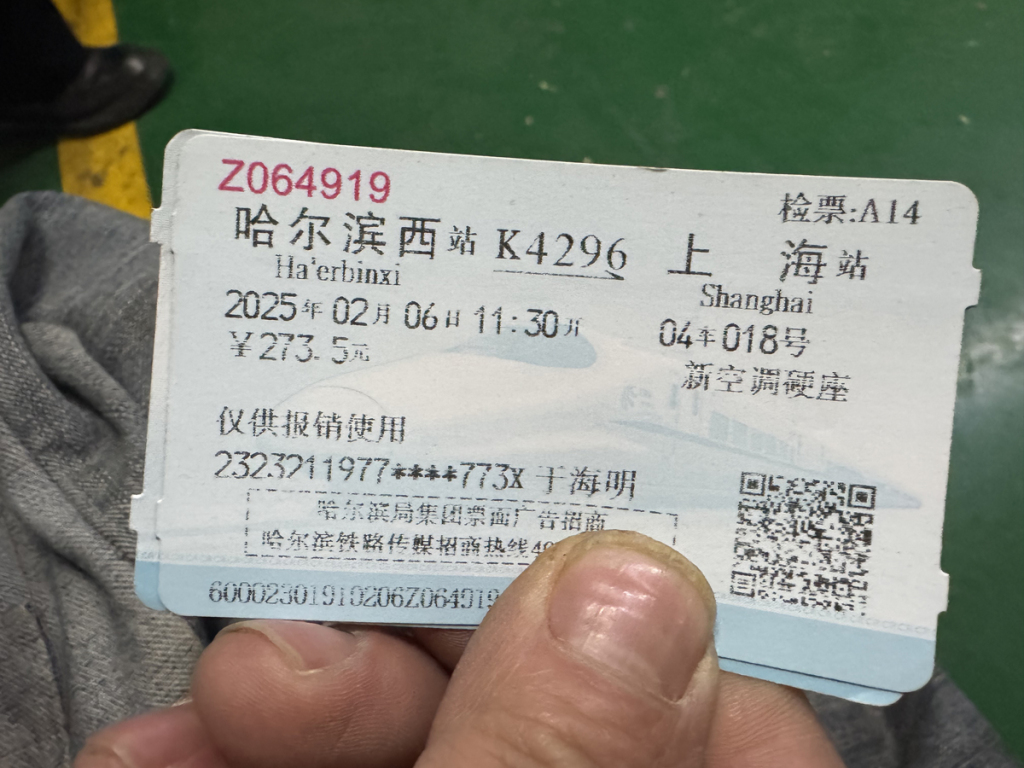 Z064919
检票:A14
哈尔滨西站 K4296 上海站
Ha'erbinxi Shanghai
2025年02月06日11:30开 04车018号
￥273.5元 新空调硬座
仅供报销使用
2323211977****773X 于海明
哈尔滨局集团票面广告招商
哈尔滨铁路传媒招商热线40
60002301910206Z064919